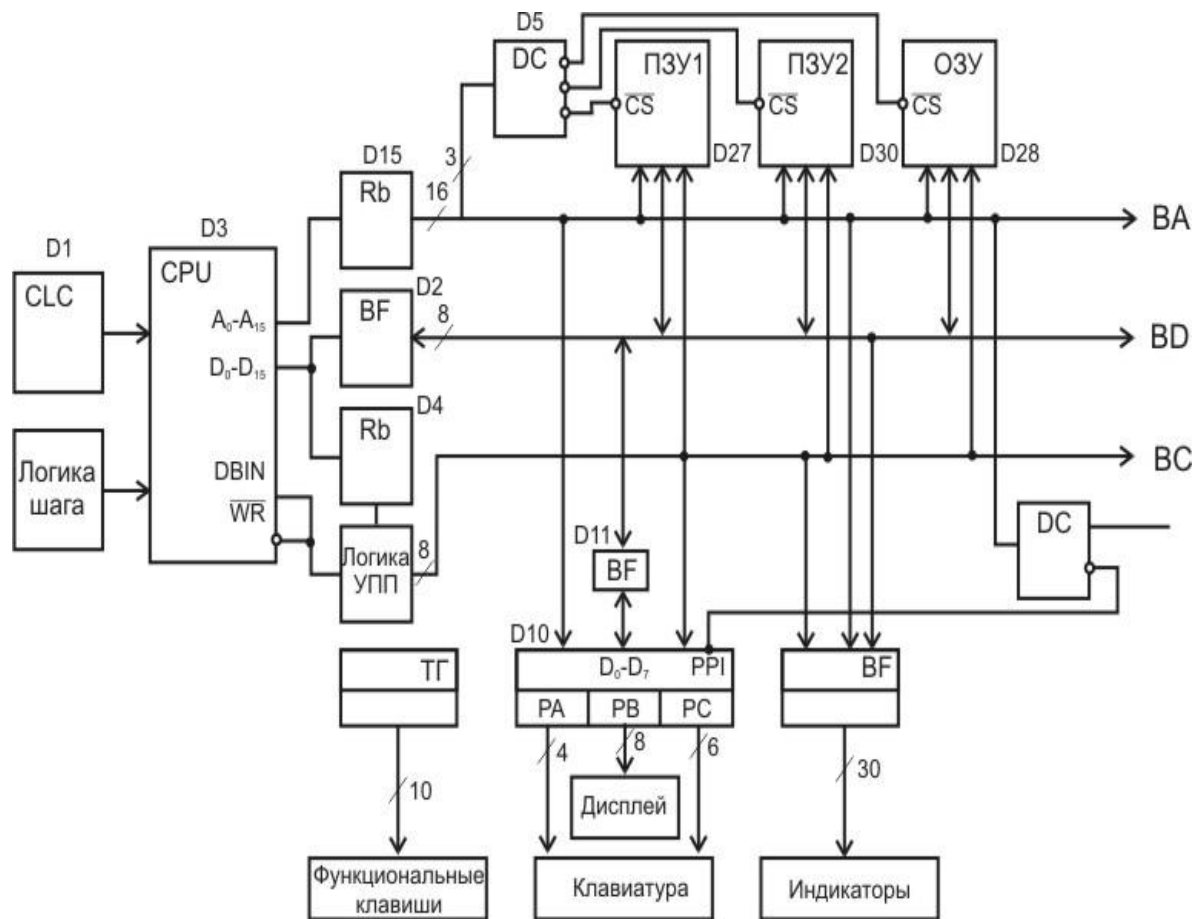 D5
DC
ПЗУ1
CS
D27
ПЗУ2
CS
D30
ОЗУ
CS
D28
D15
Rb
3
16
BA
D1
CLC
D3
CPU
A₀-A₁₅
D₀-D₁₅
DBIN
WR
D2
BF
8
BD
D4
Rb
BC
Логика
шага
Логика
УПП
8
D11
BF
DC
D10
D₀-D₇
PPI
PA
PB
PC
ТГ
BF
4
8
6
10
30
Дисплей
Функциональные
клавиши
Клавиатура
Индикаторы